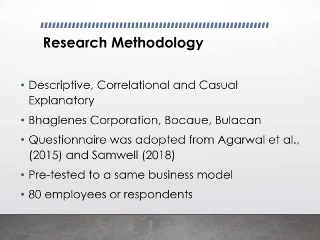 Research Methodology
• Descriptive, Correlational and Casual
Explanatory
• Bhaglenes Corporation, Bocaue, Bulacan
• Questionnaire was adopted from Agarwal et al.,
(2015) and Samwell (2018)
• Pre-tested to a same business model
• 80 employees or respondents